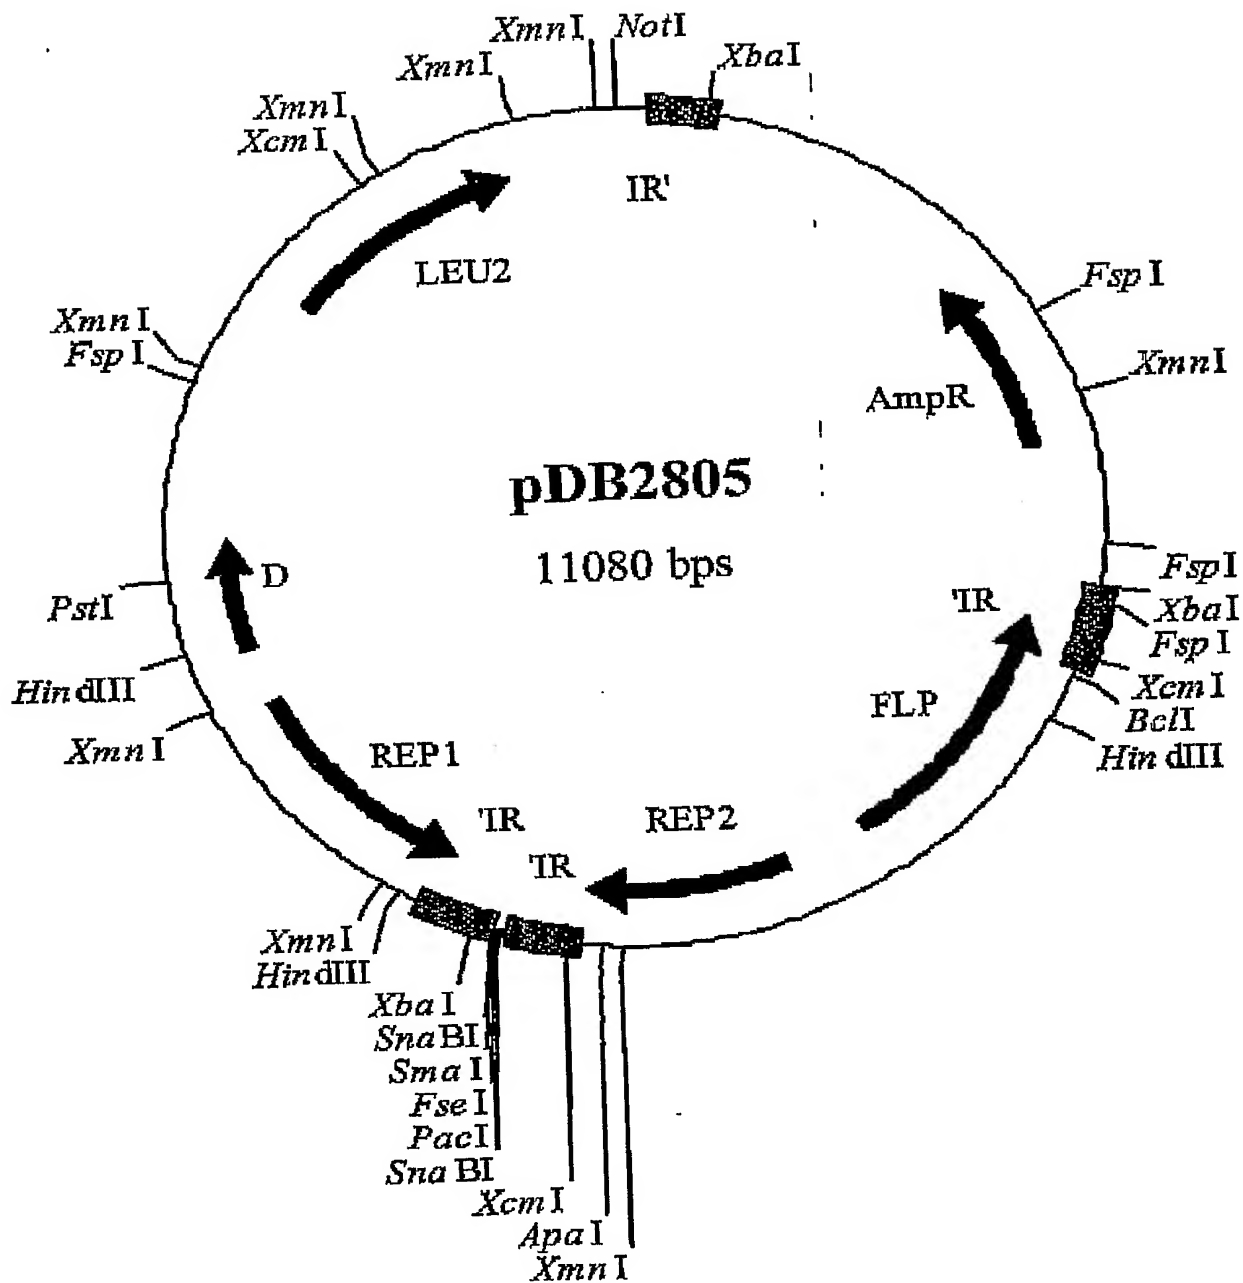 XmnI
NotI
XmnI
XbaI
XmnI
XcmI
IR'
LEU2
FspI
XmnI
FspI
XmnI
AmpR
pDB2805
11080 bps
FspI
D
'IR
XbaI
PstI
FspI
HindIII
XcmI
FLP
BclI
XmnI
REP1
HindIII
'IR
REP2
'IR
XmnI
HindIII
XbaI
SnaBI
SmaI
FseI
PacI
SnaBI
XcmI
ApaI
XmnI